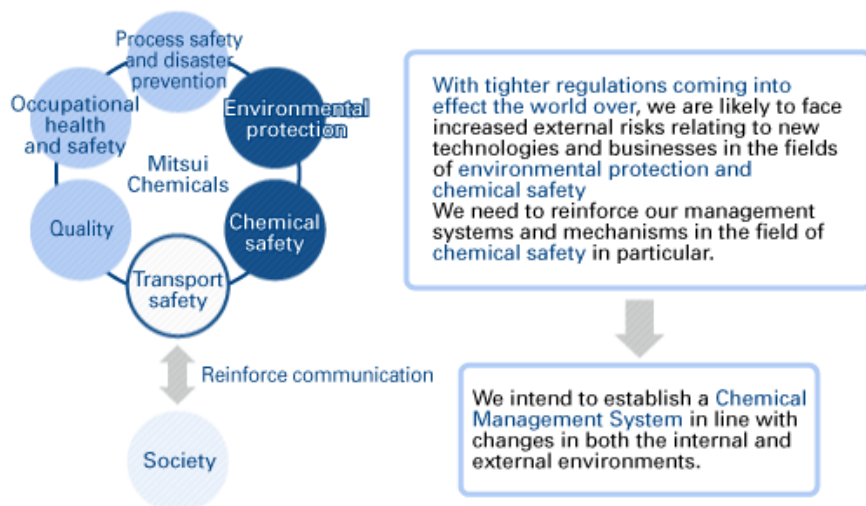 Process safety
and disaster
prevention
Occupational
health and
and safety
Environmental
protection
Mitsui
Chemicals
Quality
Chemical
safety
Transport
safety
Reinforce communication
Society
With tighter regulations coming into
effect the world over, we are likely to face
increased external risks relating to new
technologies and businesses in the fields
of environmental protection and
chemical safety
We need to reinforce our management
systems and mechanisms in the field of
chemical safety in particular.
We intend to establish a Chemical
Management System in line with
changes in both the internal and
external environments.